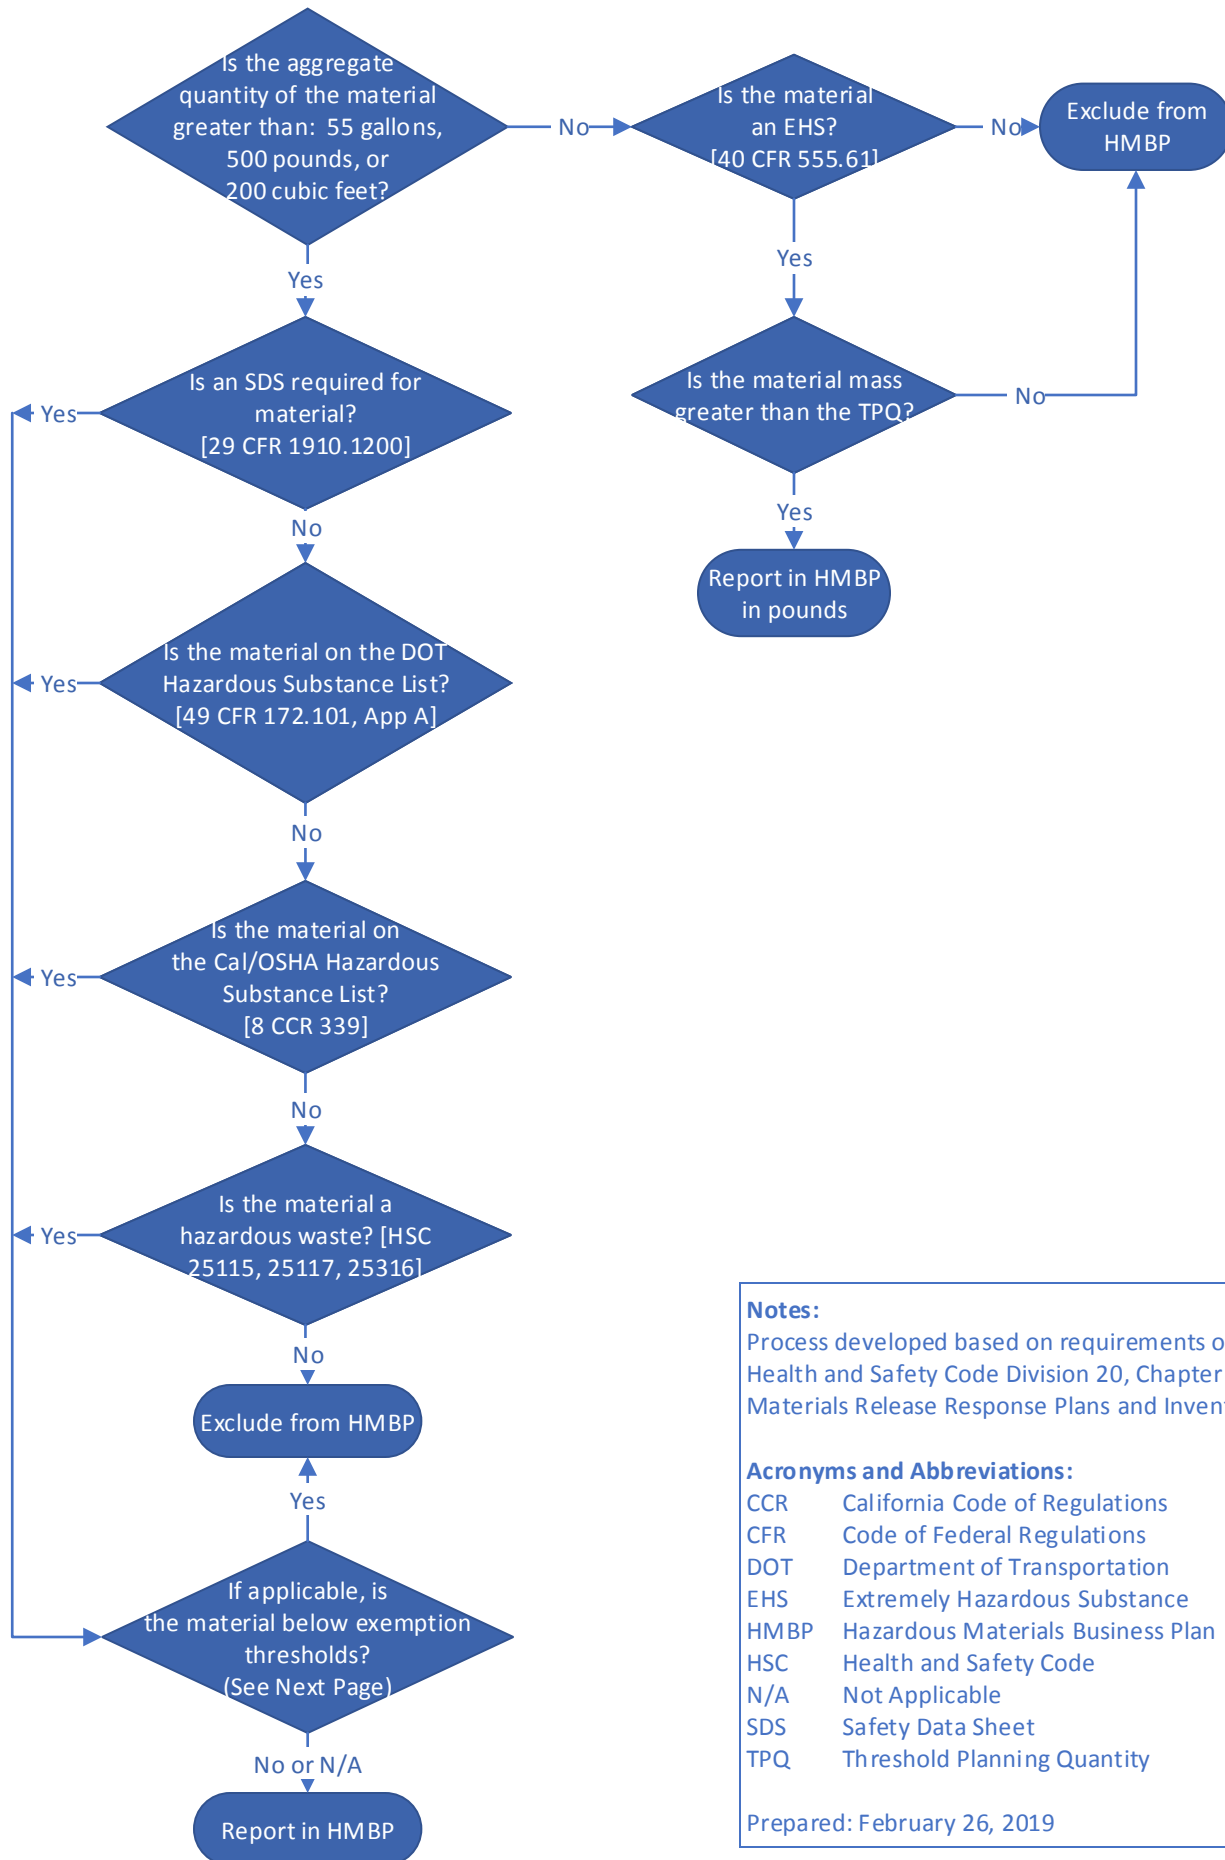 Is the aggregate
quantity of the material
greater than:  55 gallons,
500 pounds, or
200 cubic feet?
No
Is the material
an EHS?
[40 CFR 555.61]
No
Exclude from
HMBP
Yes
Yes
Is an SDS required for
material?
[29 CFR 1910.1200]
Yes
Is the material mass
greater than the TPQ?
No
No
Yes
Report in HMBP
in pounds
Is the material on the DOT
Hazardous Substance List?
[49 CFR 172.101, App A]
Yes
No
Is the material on
the Cal/OSHA Hazardous
Substance List?
[8 CCR 339]
Yes
No
Is the material a
hazardous waste? [HSC
25115, 25117, 25316]
Yes
No
Exclude from HMBP
Yes
If applicable, is
the material below exemption
thresholds?
(See Next Page)
No or N/A
Report in HMBP
Notes:
Process developed based on requirements o
Health and Safety Code Division 20, Chapter
Materials Release Response Plans and Inven
Acronyms and Abbreviations:
CCR California Code of Regulations
CFR Code of Federal Regulations
DOT Department of Transportation
EHS Extremely Hazardous Substance
HMBP Hazardous Materials Business Plan
HSC Health and Safety Code
N/A Not Applicable
SDS Safety Data Sheet
TPQ Threshold Planning Quantity
Prepared: February 26, 2019